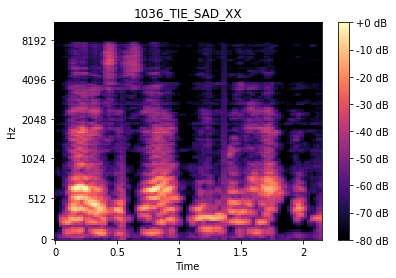 1036_TIE_SAD_XX
8192
4096
2048
1024
512
0
Hz
0
0.5
1
1.5
2
Time
+0 dB
-10 dB
-20 dB
-30 dB
-40 dB
-50 dB
-60 dB
-70 dB
-80 dB